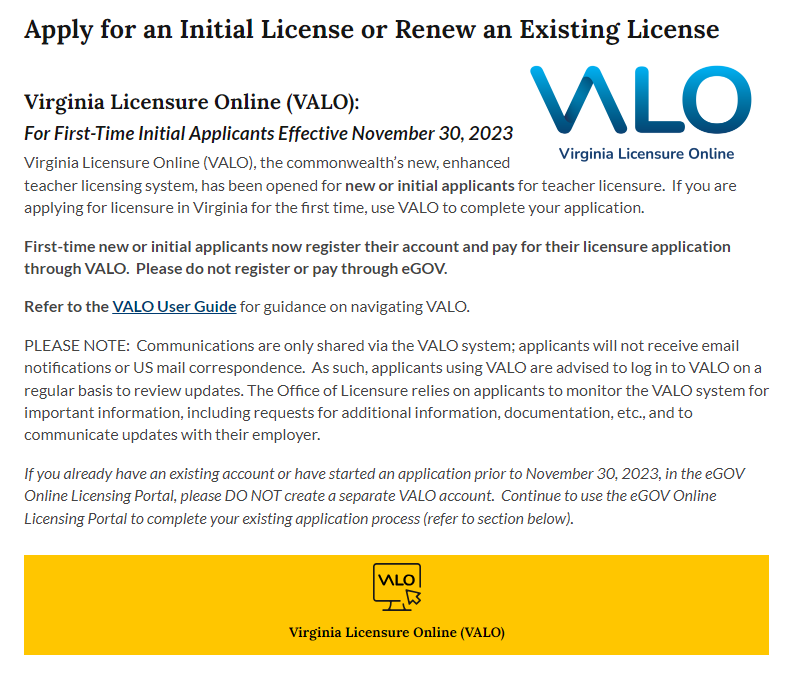 Apply for an Initial License or Renew an Existing License
VALO
Virginia Licensure Online
Virginia Licensure Online (VALO):
For First-Time Initial Applicants Effective November 30, 2023
Virginia Licensure Online (VALO), the commonwealth's new, enhanced
teacher licensing system, has been opened for new or initial applicants for teacher licensure.  If you are
applying for licensure in Virginia for the first time, use VALO to complete your application.
First-time new or initial applicants now register their account and pay for their licensure application
through VALO.  Please do not register or pay through eGOV.
Refer to the VALO User Guide for guidance on navigating VALO.
PLEASE NOTE:  Communications are only shared via the VALO system; applicants will not receive email
notifications or US mail correspondence.  As such, applicants using VALO are advised to log in to VALO on a
regular basis to review updates. The Office of Licensure relies on applicants to monitor the VALO system for
important information, including requests for additional information, documentation, etc., and to
communicate updates with their employer.
If you already have an existing account or have started an application prior to November 30, 2023, in the eGOV
Online Licensing Portal, please DO NOT create a separate VALO account.  Continue to use the eGOV Online
Licensing Portal to complete your existing application process (refer to section below).
VALO
Virginia Licensure Online (VALO)